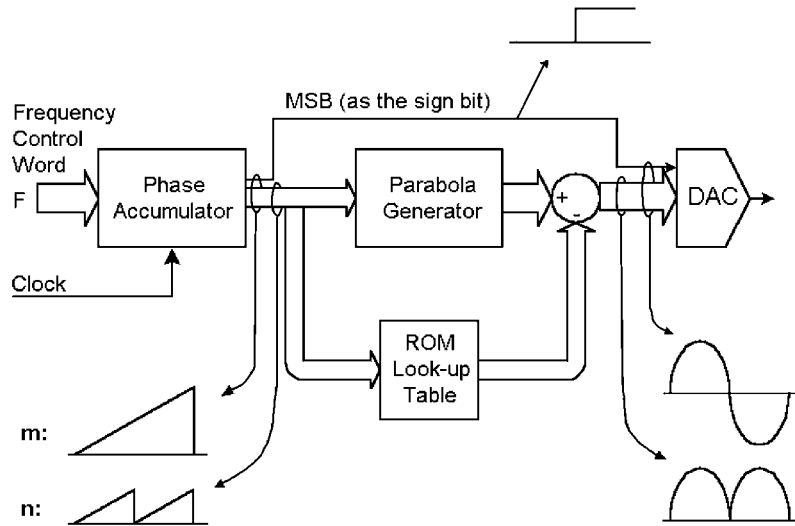 MSB (as the sign bit)
Frequency
Control
Word
F
Phase
Accumulator
Parabola
Generator
+
-
DAC
Clock
ROM
Look-up
Table
m:
n: